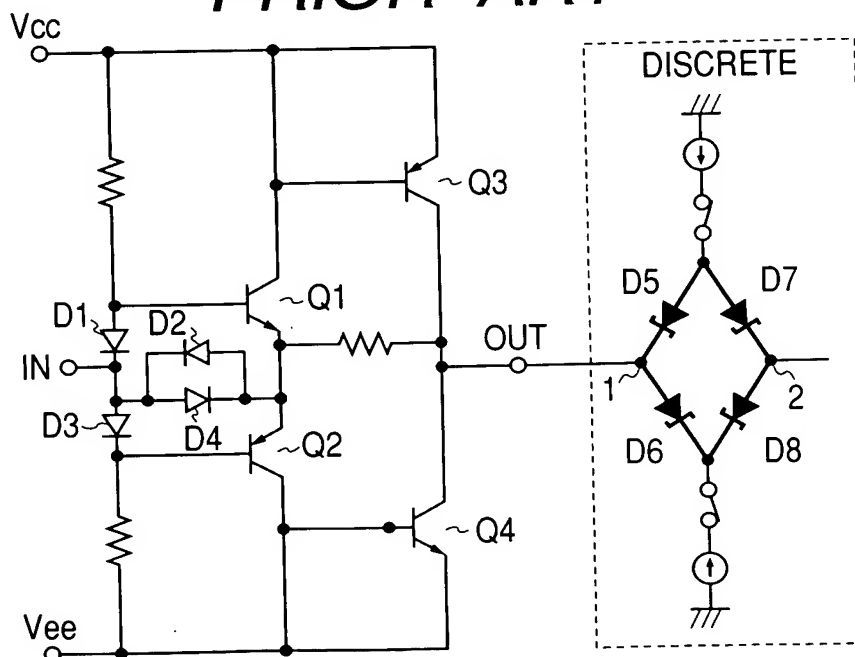 PRIOR ART
Vcc
DISCRETE
Q3
D5
D7
Q1
D1
D2
OUT
IN
1
2
D3
D4
Q2
D6
D8
Q4
Vee